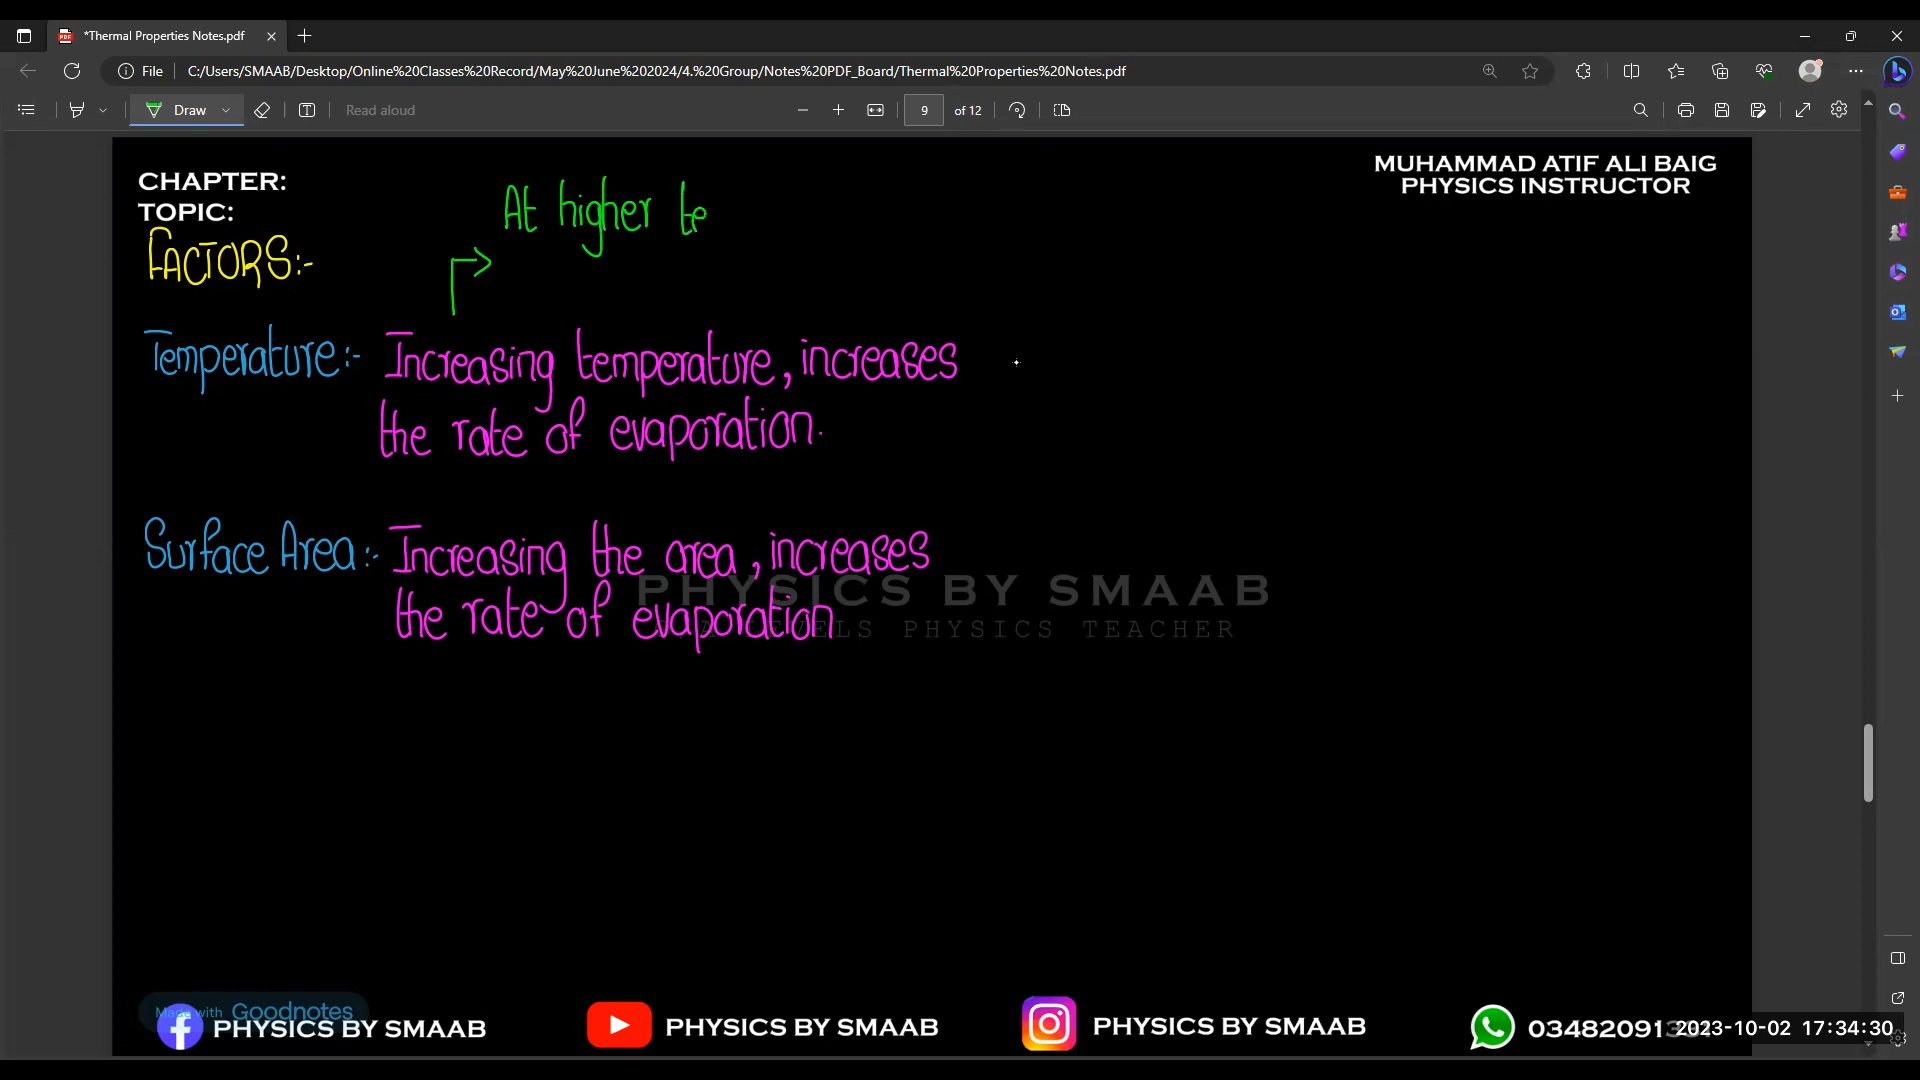 *Thermal Properties Notes.pdf
File C:/Users/SMAAB/Desktop/Online%20Classes%20Record/May%20June%202024/4.%20Group/Notes%20PDF_Board/Thermal%20Properties%20Notes.pdf
Draw Read aloud 9 of 12
CHAPTER:
TOPIC:
MUHAMMAD ATIF ALI BAIG
PHYSICS INSTRUCTOR
At higher te
FACTORS:-
Temperature:- Increasing temperature, increases
the rate of evaporation.
Surface Area:- Increasing the area, increases
the rate of evaporation
PHYSICS BY SMAAB
PHYSICS TEACHER
Made with Goodnotes
PHYSICS BY SMAAB
PHYSICS BY SMAAB
PHYSICS BY SMAAB
2023-10-02 17:34:30